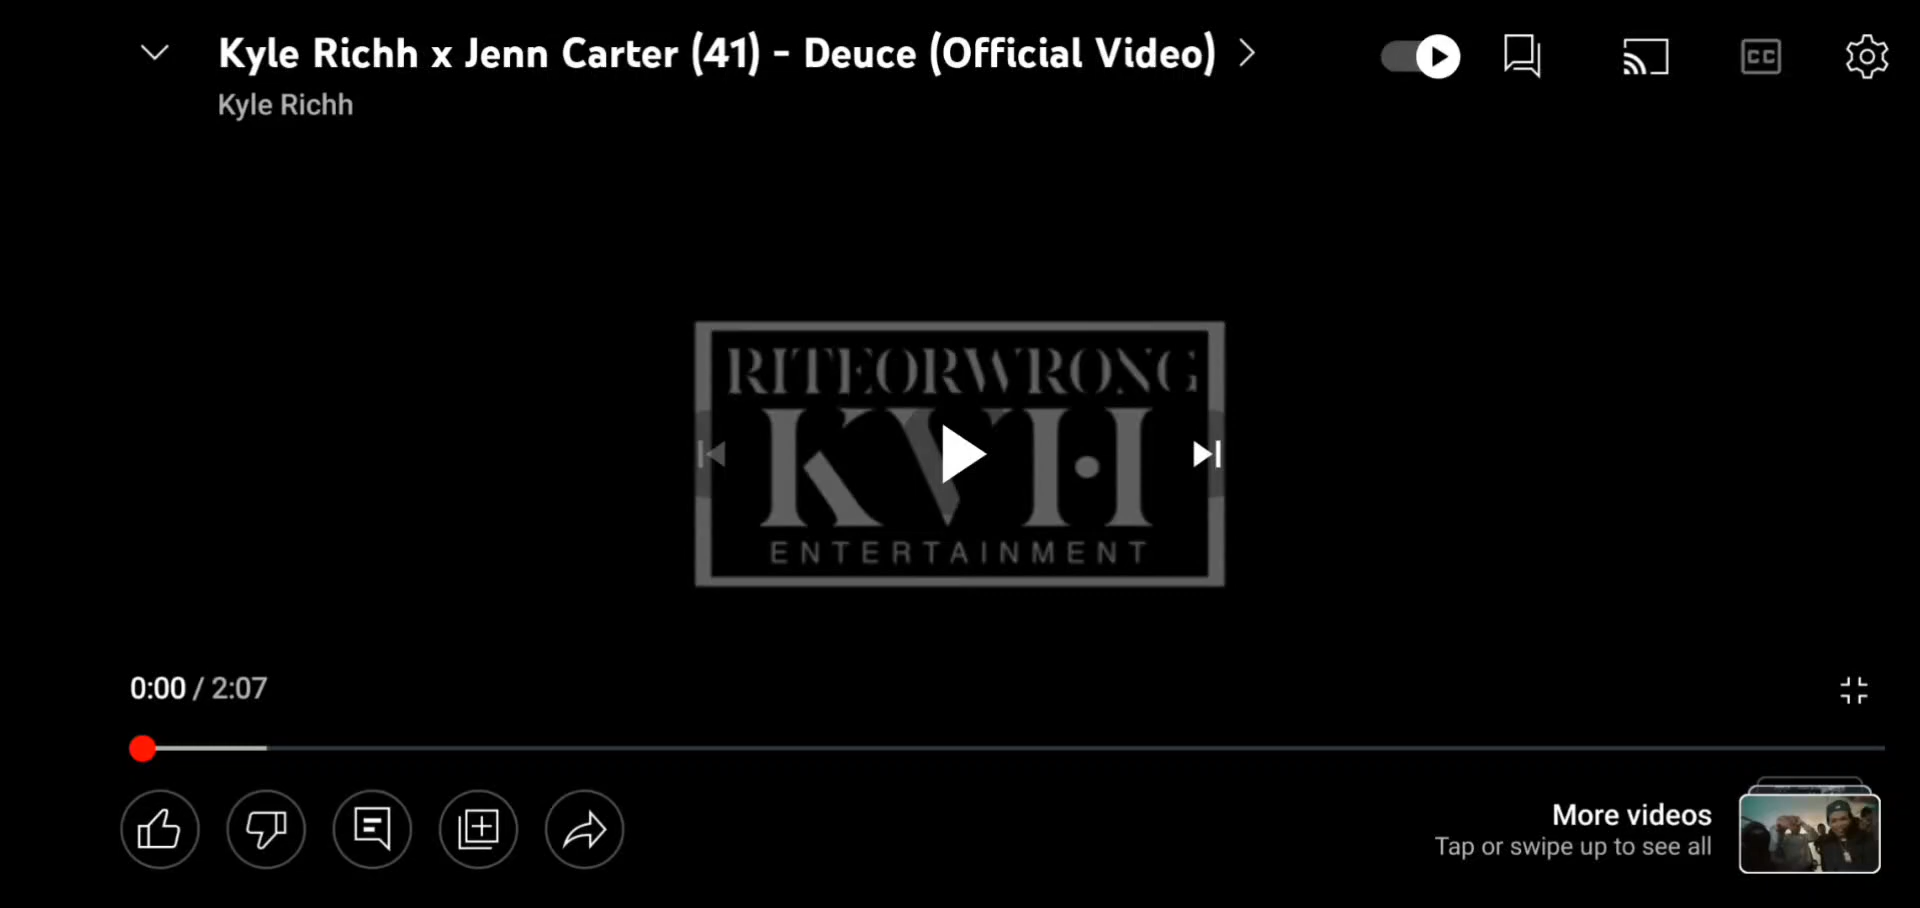 Kyle Richh x Jenn Carter (41) - Deuce (Official Video)
CC
Kyle Richh
RITEORWRONG
KVH
ENTERTAINMENT
0:00 / 2:07
More videos
Tap or swipe up to see all